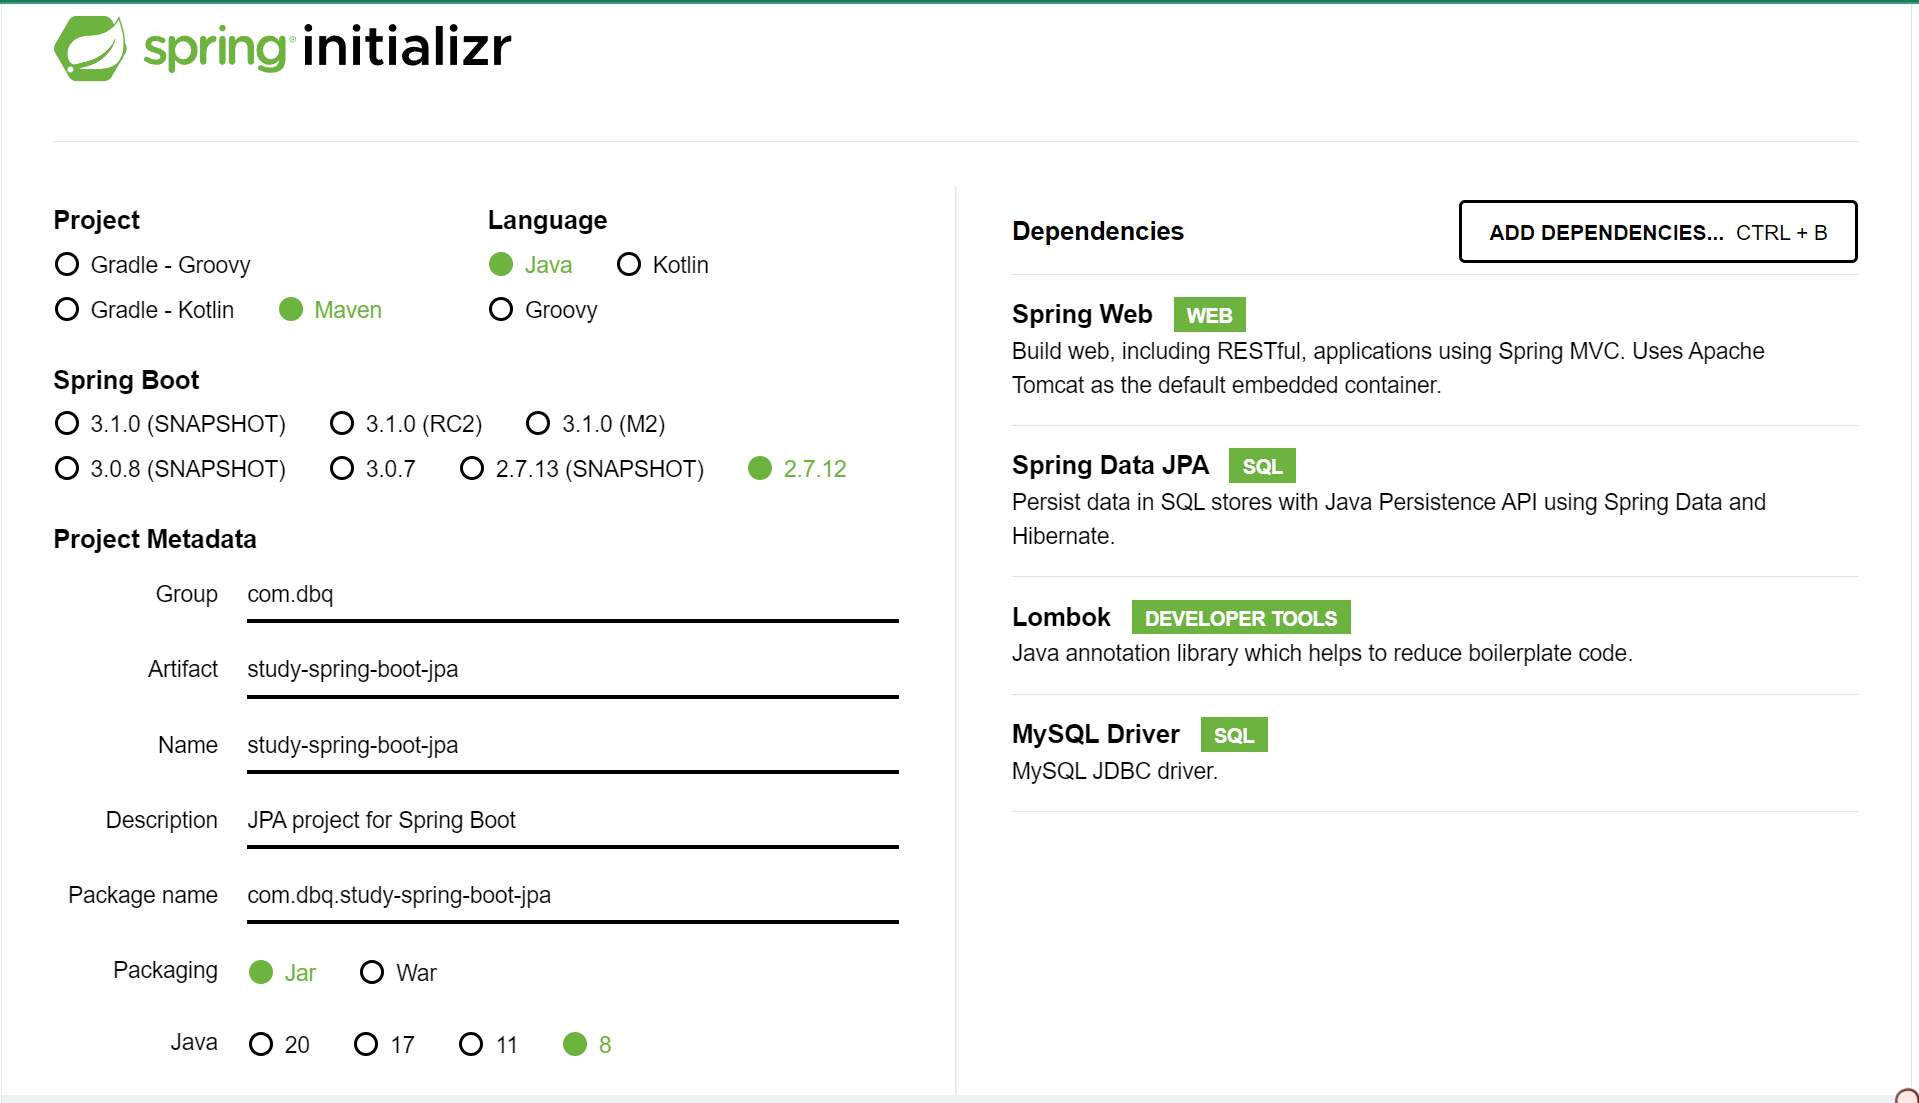 spring initializr
Project
Gradle - Groovy
Gradle - Kotlin Maven
Language
Java Kotlin
Groovy
Spring Boot
3.1.0 (SNAPSHOT) 3.1.0 (RC2) 3.1.0 (M2)
3.0.8 (SNAPSHOT) 3.0.7 2.7.13 (SNAPSHOT) 2.7.12
Project Metadata
Group com.dbq
Artifact study-spring-boot-jpa
Name study-spring-boot-jpa
Description JPA project for Spring Boot
Package name com.dbq.study-spring-boot-jpa
Packaging Jar War
Java 20 17 11 8
Dependencies ADD DEPENDENCIES... CTRL + B
Spring Web WEB
Build web, including RESTful, applications using Spring MVC. Uses Apache
Tomcat as the default embedded container.
Spring Data JPA SQL
Persist data in SQL stores with Java Persistence API using Spring Data and
Hibernate.
Lombok DEVELOPER TOOLS
Java annotation library which helps to reduce boilerplate code.
MySQL Driver SQL
MySQL JDBC driver.